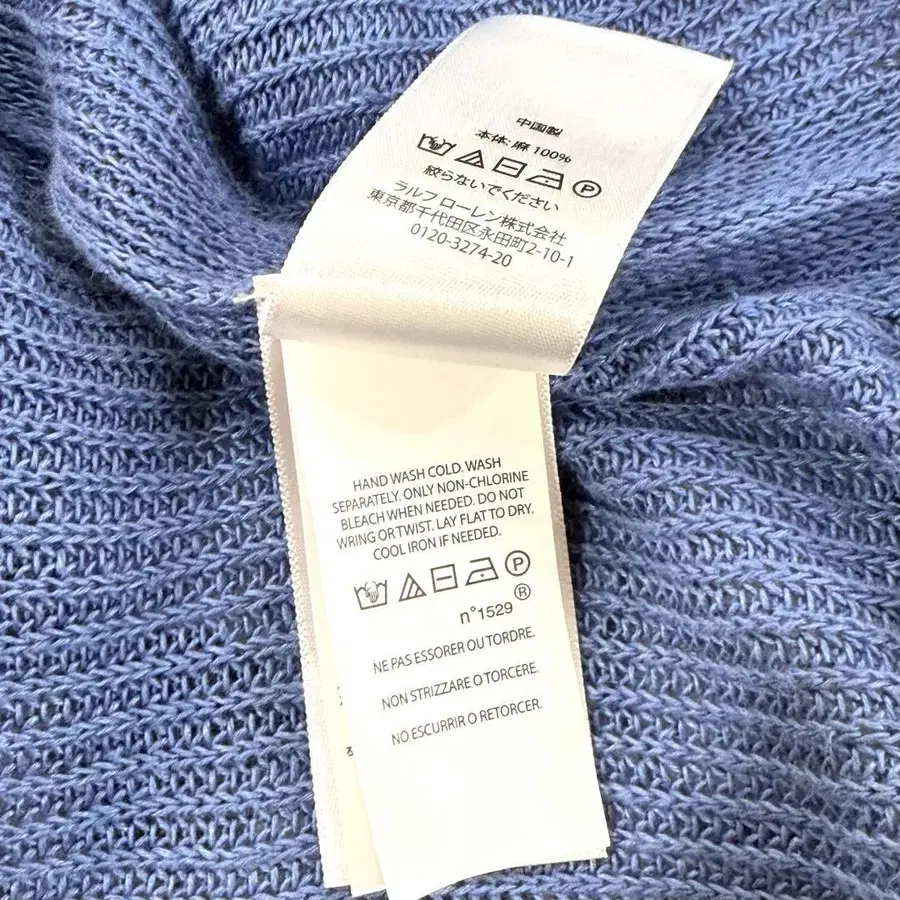 中国製
本体: 麻 100%
P
絞らないでください
ラルフ ローレン株式会社
東京都千代田区永田町2-10-1
0120-3274-20
HAND WASH COLD. WASH
SEPARATELY. ONLY NON-CHLORINE
BLEACH WHEN NEEDED. DO NOT
WRING OR TWIST. LAY FLAT TO DRY.
COOL IRON IF NEEDED.
P
n°1529 ®
NE PAS ESSORER OU TORDRE.
NON STRIZZARE O TORCERE.
NO ESCURRIR O RETORCER.